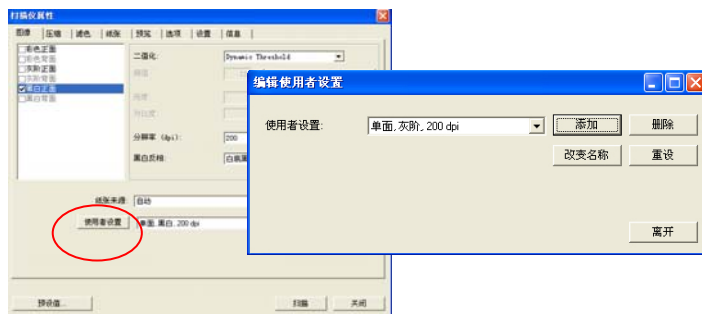 扫描仪属性
图像 压缩 滤色 纸张 预览 选项 设置 信息
彩色正面
彩色背面
灰阶正面
灰阶背面
黑白正面
黑白背面
二值化:
Dynamic Threshold
亮度:
对比度:
分辨率 (dpi):
200
黑白反相:
纸张来源:
自动
使用者设置
单面,黑白, 200 dpi
预设值...
扫描
关闭
编辑使用者设置
使用者设置:
单面,灰阶, 200 dpi
添加
删除
改变名称
重设
离开